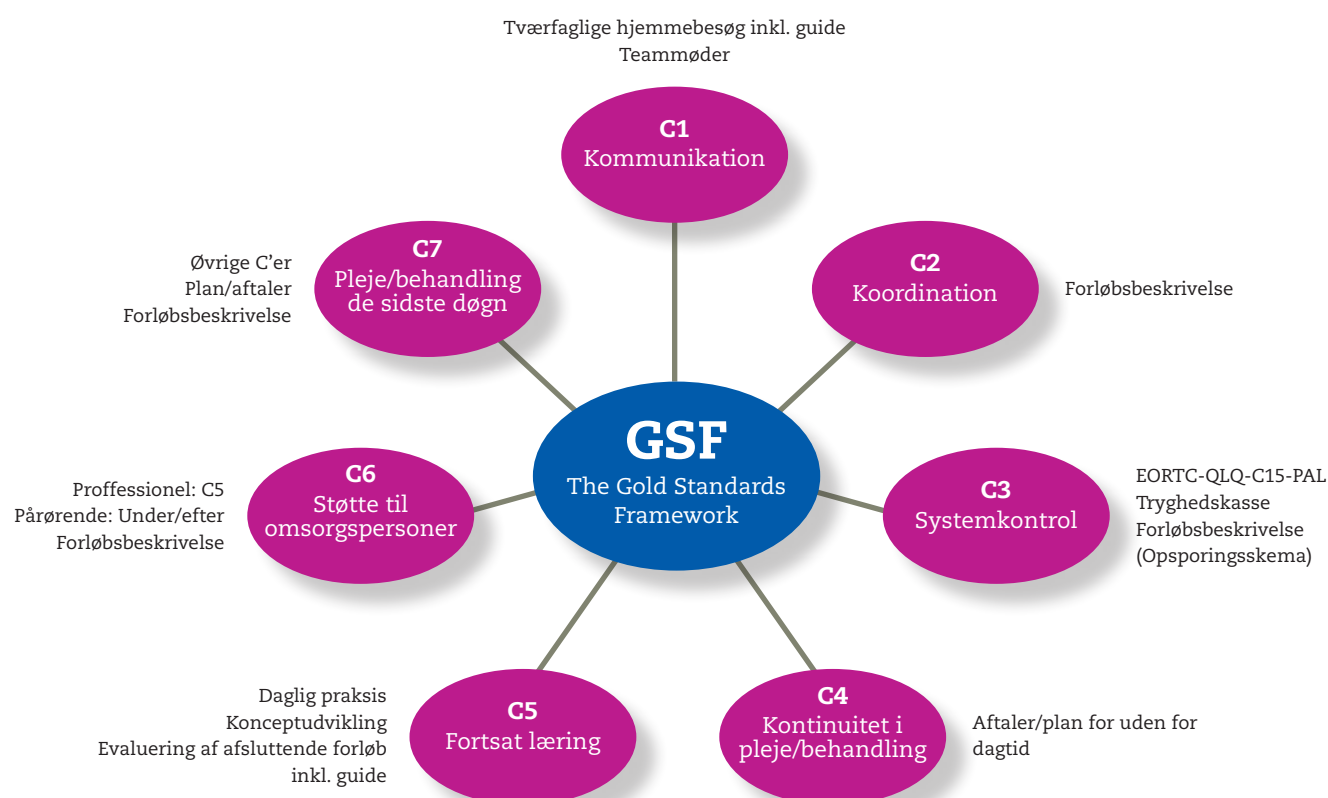 Tværfaglige hjemmebesøg inkl. guide
Teammøder
C1
Kommunikation
C2
Koordination
Forløbsbeskrivelse
C7
Pleje/behandling
de sidste døgn
Øvrige C'er
Plan/aftaler
Forløbsbeskrivelse
GSF
The Gold Standards
Framework
C6
Støtte til
omsorgspersoner
Proffessionel: C5
Pårørende: Under/efter
Forløbsbeskrivelse
C3
Systemkontrol
EORTC-QLQ-C15-PAL
Tryghedskasse
Forløbsbeskrivelse
(Opsporingsskema)
C5
Fortsat læring
Daglig praksis
Konceptudvikling
Evaluering af afsluttende forløb
inkl. guide
C4
Kontinuitet i
pleje/behandling
Aftaler/plan for uden for
dagtid